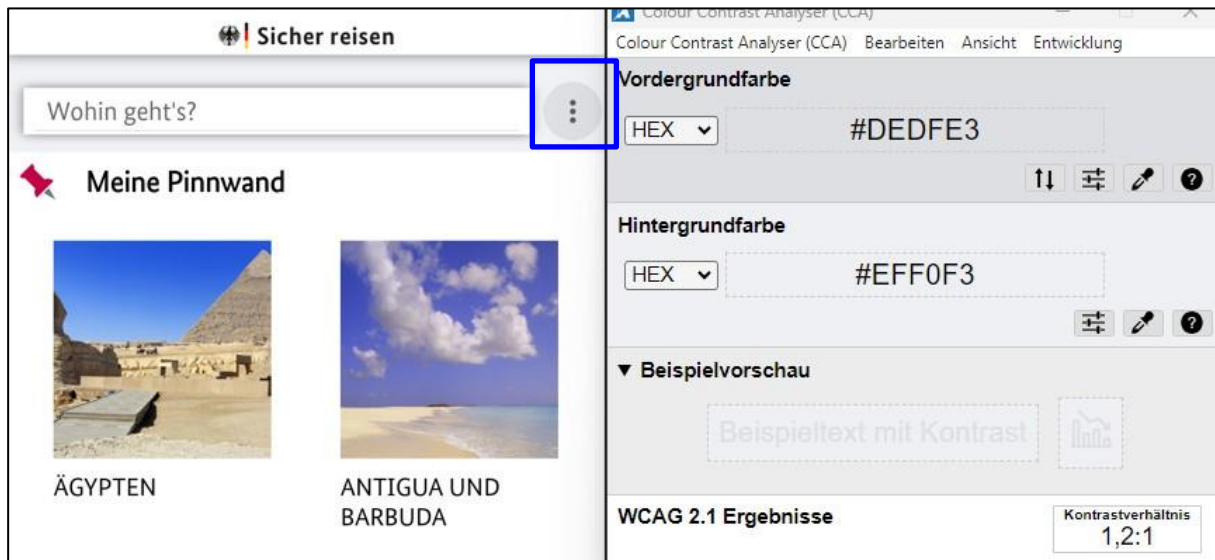 Sicher reisen
Wohin geht's?
Meine Pinnwand
ÄGYPTEN
ANTIGUA UND
BARBUDA
Colour Contrast Analyser (CCA)
Colour Contrast Analyser (CCA) Bearbeiten Ansicht Entwicklung
Vordergrundfarbe
HEX #DEDFE3
Hintergrundfarbe
HEX #EFF0F3
▼ Beispielvorschau
Beispieltext mit Kontrast
WCAG 2.1 Ergebnisse
Kontrastverhältnis
1,2:1